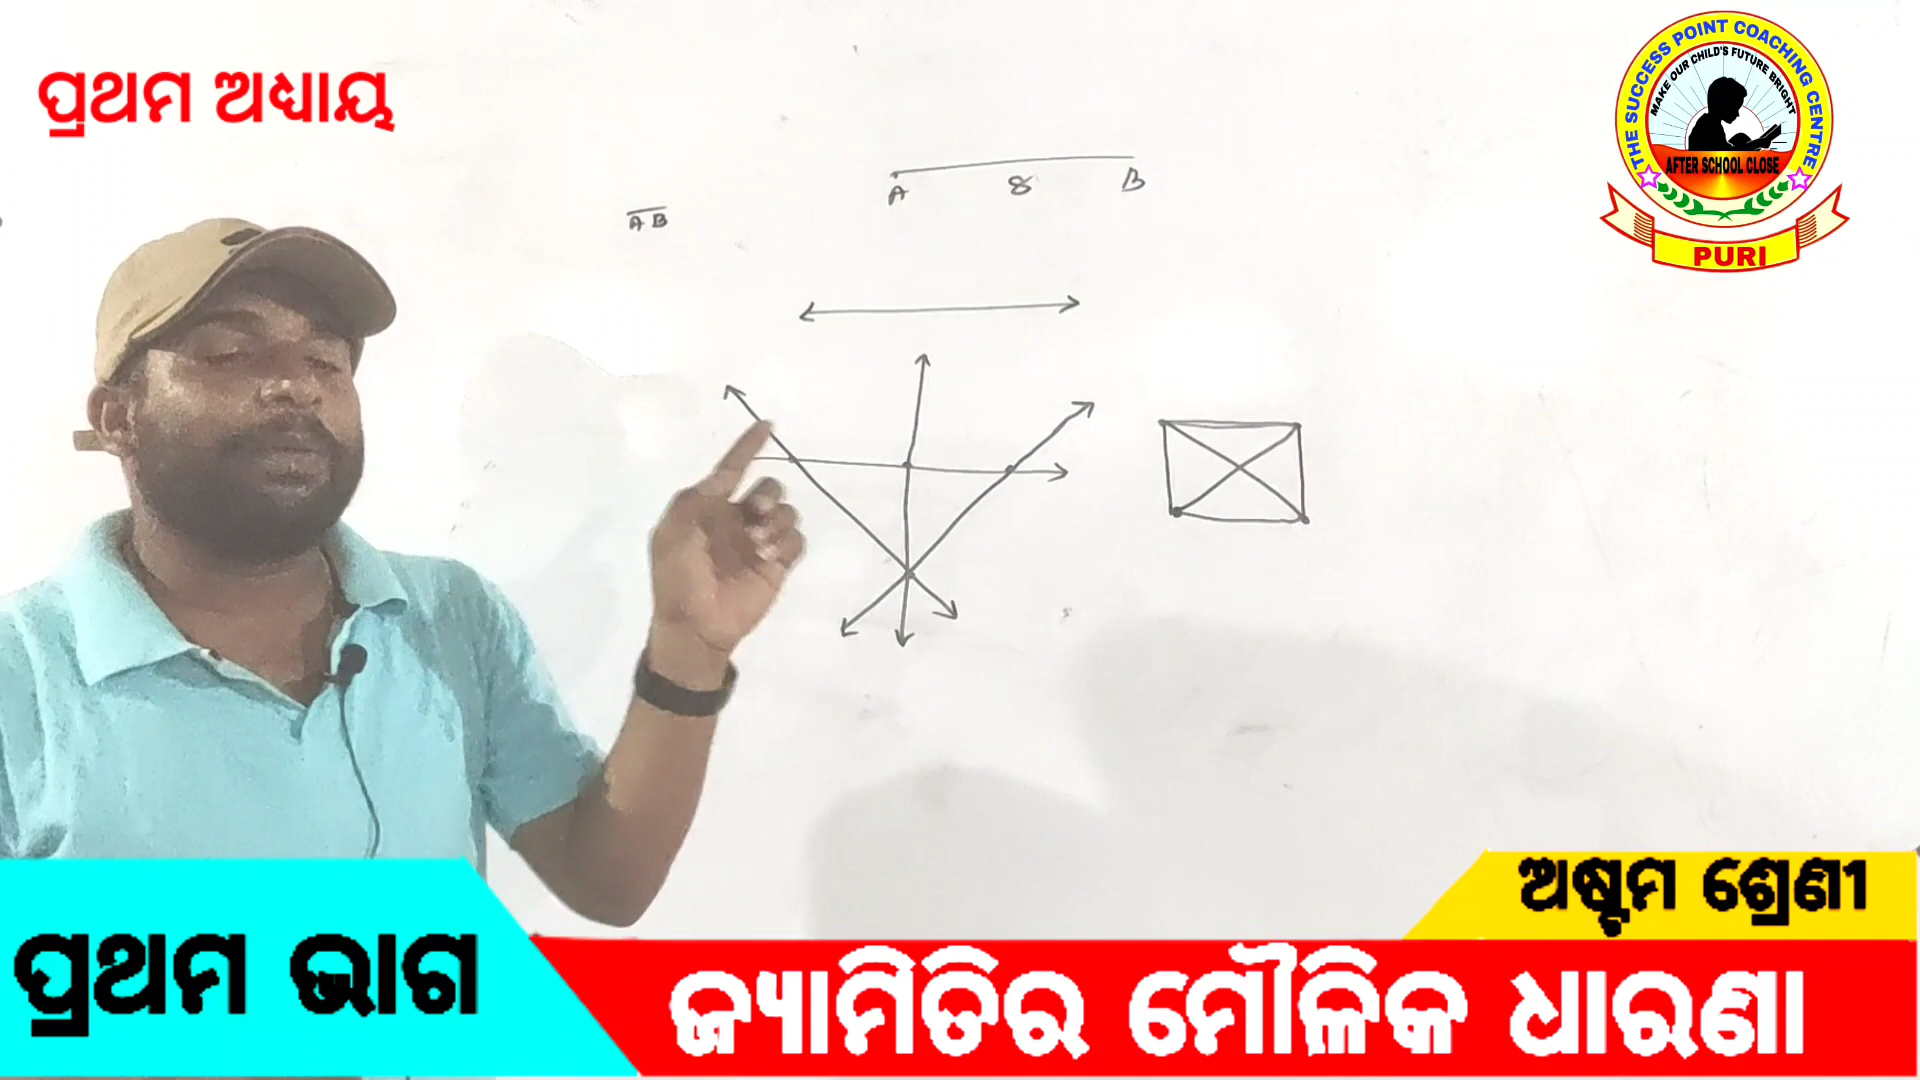 ପ୍ରଥମ ଅଧ୍ୟାୟ
THE SUCCESS POINT COACHING CENTRE
MAKE OUR CHILD'S FUTURE BRIGHT
AFTER SCHOOL CLOSE
PURI
A 8 B
AB
ଅଷ୍ଟମ ଶ୍ରେଣୀ
ପ୍ରଥମ ଭାଗ
ଜ୍ୟାମିତିର ମୌଳିକ ଧାରଣା